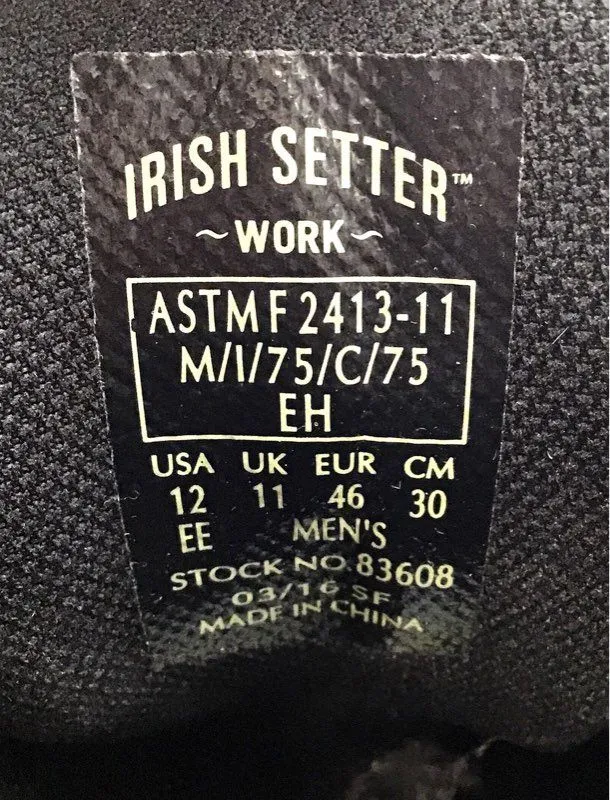 IRISH SETTER™
~WORK~
ASTM F 2413-11
M/I/75/C/75
EH
USA UK EUR CM
12 11 46 30
EE MEN'S
STOCK NO. 83608
03/16 SF
MADE IN CHINA